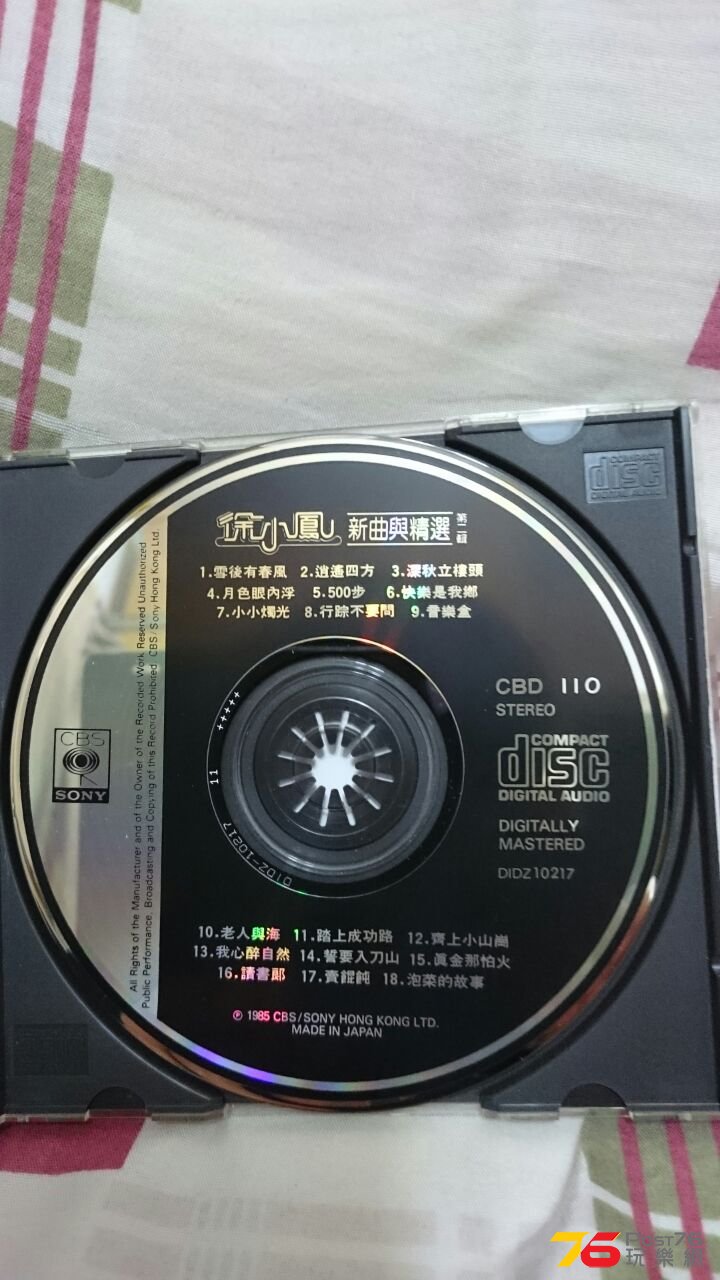 COMPACT
disc
DIGITAL AUDIO
徐小鳳 新曲與精選 第二輯
1.雪後有春風 2.逍遙四方 3.深秋立樓頭
4.月色眼內浮 5.500步 6.快樂是我鄉
7.小小燭光 8.行踪不要問 9.音樂盒
CBD 110
STEREO
COMPACT
disc
DIGITAL AUDIO
DIGITALLY
MASTERED
DIDZ10217
CBS
SONY
All Rights of the Manufacturer and of the Owner of the Recorded Work Reserved Unauthorized
Public Performance, Broadcasting and Copying of this Record Prohibited. CBS/Sony Hong Kong Ltd.
DIDZ-10217 11 +++++
10.老人與海 11.踏上成功路 12.齊上小山崗
13.我心醉自然 14.誓要入刀山 15.眞金那怕火
16.讀書郞 17.賣餛飩 18.泡菜的故事
Ⓟ 1985 CBS/SONY HONG KONG LTD.
MADE IN JAPAN
76 Post76
玩樂網